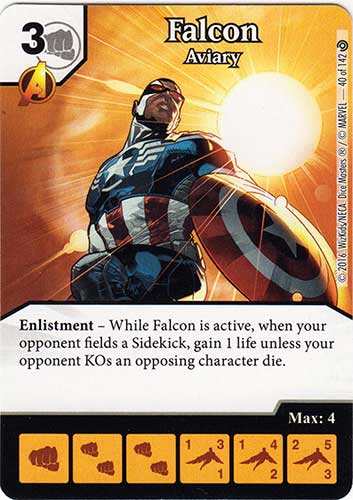 3
Falcon
Aviary
40 of 142
© 2016 WizKids/NECA. Dice Masters ® / © MARVEL
Enlistment – While Falcon is active, when your
opponent fields a Sidekick, gain 1 life unless your
opponent KOs an opposing character die.
Max: 4
1 3
1
1 4
2
2 5
3